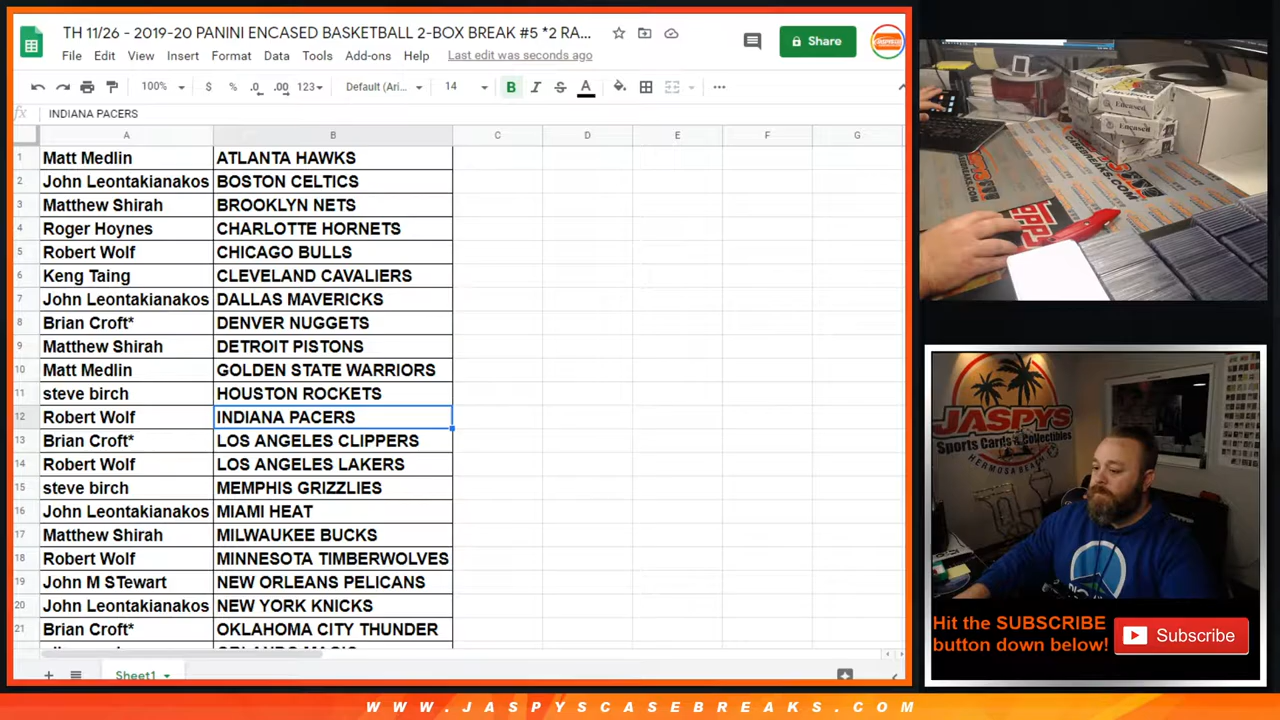 TH 11/26 - 2019-20 PANINI ENCASED BASKETBALL 2-BOX BREAK #5 *2 RA...
Share
File Edit View Insert Format Data Tools Add-ons Help Last edit was seconds ago
100% $ % .0 .00 123 Default (Ari... 14 B I S A
fx INDIANA PACERS
A B C D E F G
1 Matt Medlin ATLANTA HAWKS
2 John Leontakianakos BOSTON CELTICS
3 Matthew Shirah BROOKLYN NETS
4 Roger Hoynes CHARLOTTE HORNETS
5 Robert Wolf CHICAGO BULLS
6 Keng Taing CLEVELAND CAVALIERS
7 John Leontakianakos DALLAS MAVERICKS
8 Brian Croft* DENVER NUGGETS
9 Matthew Shirah DETROIT PISTONS
10 Matt Medlin GOLDEN STATE WARRIORS
11 steve birch HOUSTON ROCKETS
12 Robert Wolf INDIANA PACERS
13 Brian Croft* LOS ANGELES CLIPPERS
14 Robert Wolf LOS ANGELES LAKERS
15 steve birch MEMPHIS GRIZZLIES
16 John Leontakianakos MIAMI HEAT
17 Matthew Shirah MILWAUKEE BUCKS
18 Robert Wolf MINNESOTA TIMBERWOLVES
19 John M STewart NEW ORLEANS PELICANS
20 John Leontakianakos NEW YORK KNICKS
21 Brian Croft* OKLAHOMA CITY THUNDER
ORLANDO MAGIC
Sheet1
Encased
Encased
JASPYS
Sports Cards & Collectibles
HERMOSA BEACH
Hit the SUBSCRIBE
button down below!
Subscribe
WWW.JASPYSCASEBREAKS.COM